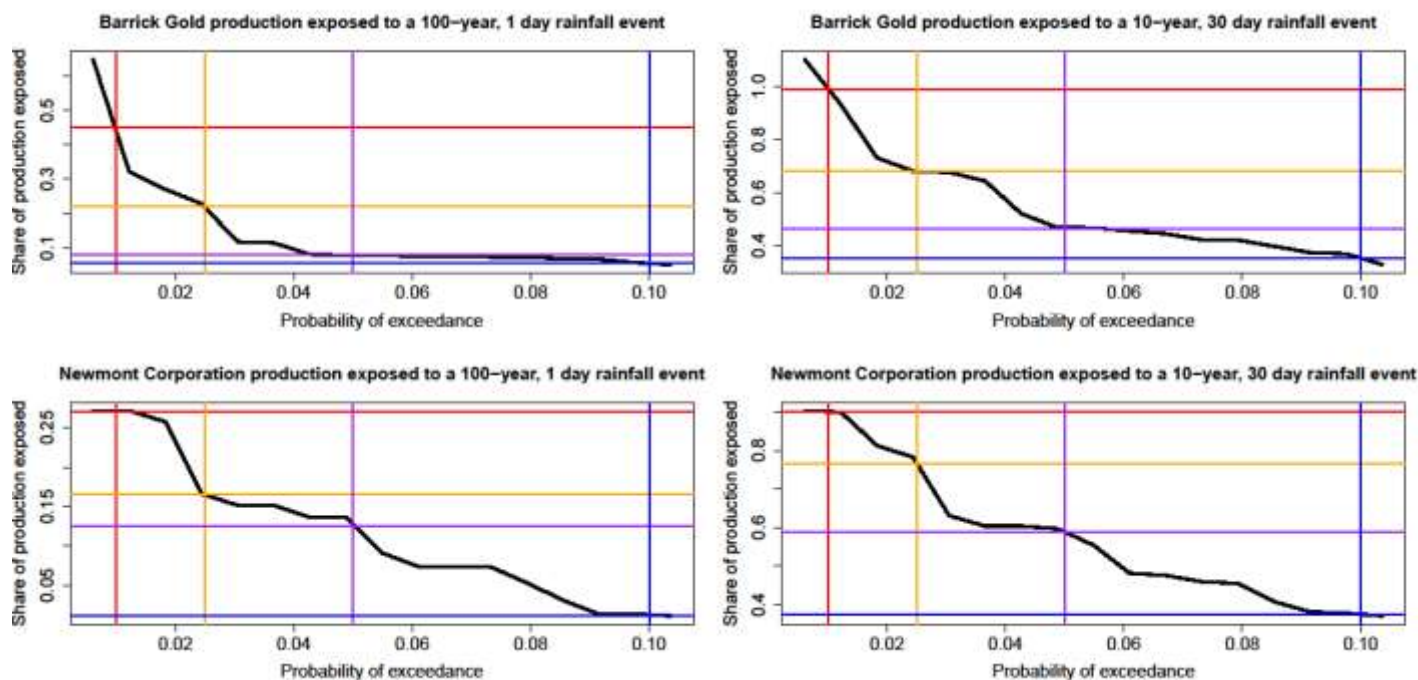 Barrick Gold production exposed to a 100−year, 1 day rainfall event
Share of production exposed
0.5
0.3
0.1
0.02 0.04 0.06 0.08 0.10
Probability of exceedance
Barrick Gold production exposed to a 10−year, 30 day rainfall event
Share of production exposed
1.0
0.8
0.6
0.4
0.02 0.04 0.06 0.08 0.10
Probability of exceedance
Newmont Corporation production exposed to a 100−year, 1 day rainfall event
Share of production exposed
0.25
0.15
0.05
0.02 0.04 0.06 0.08 0.10
Probability of exceedance
Newmont Corporation production exposed to a 10−year, 30 day rainfall event
Share of production exposed
0.8
0.6
0.4
0.02 0.04 0.06 0.08 0.10
Probability of exceedance